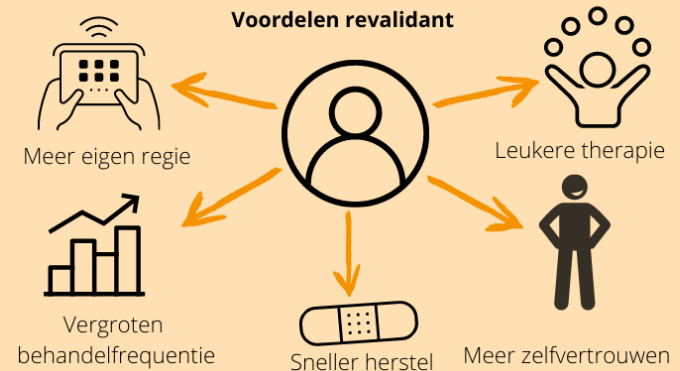 Voordelen revalidant
Meer eigen regie
Leukere therapie
Vergroten
behandelfrequentie
Sneller herstel
Meer zelfvertrouwen